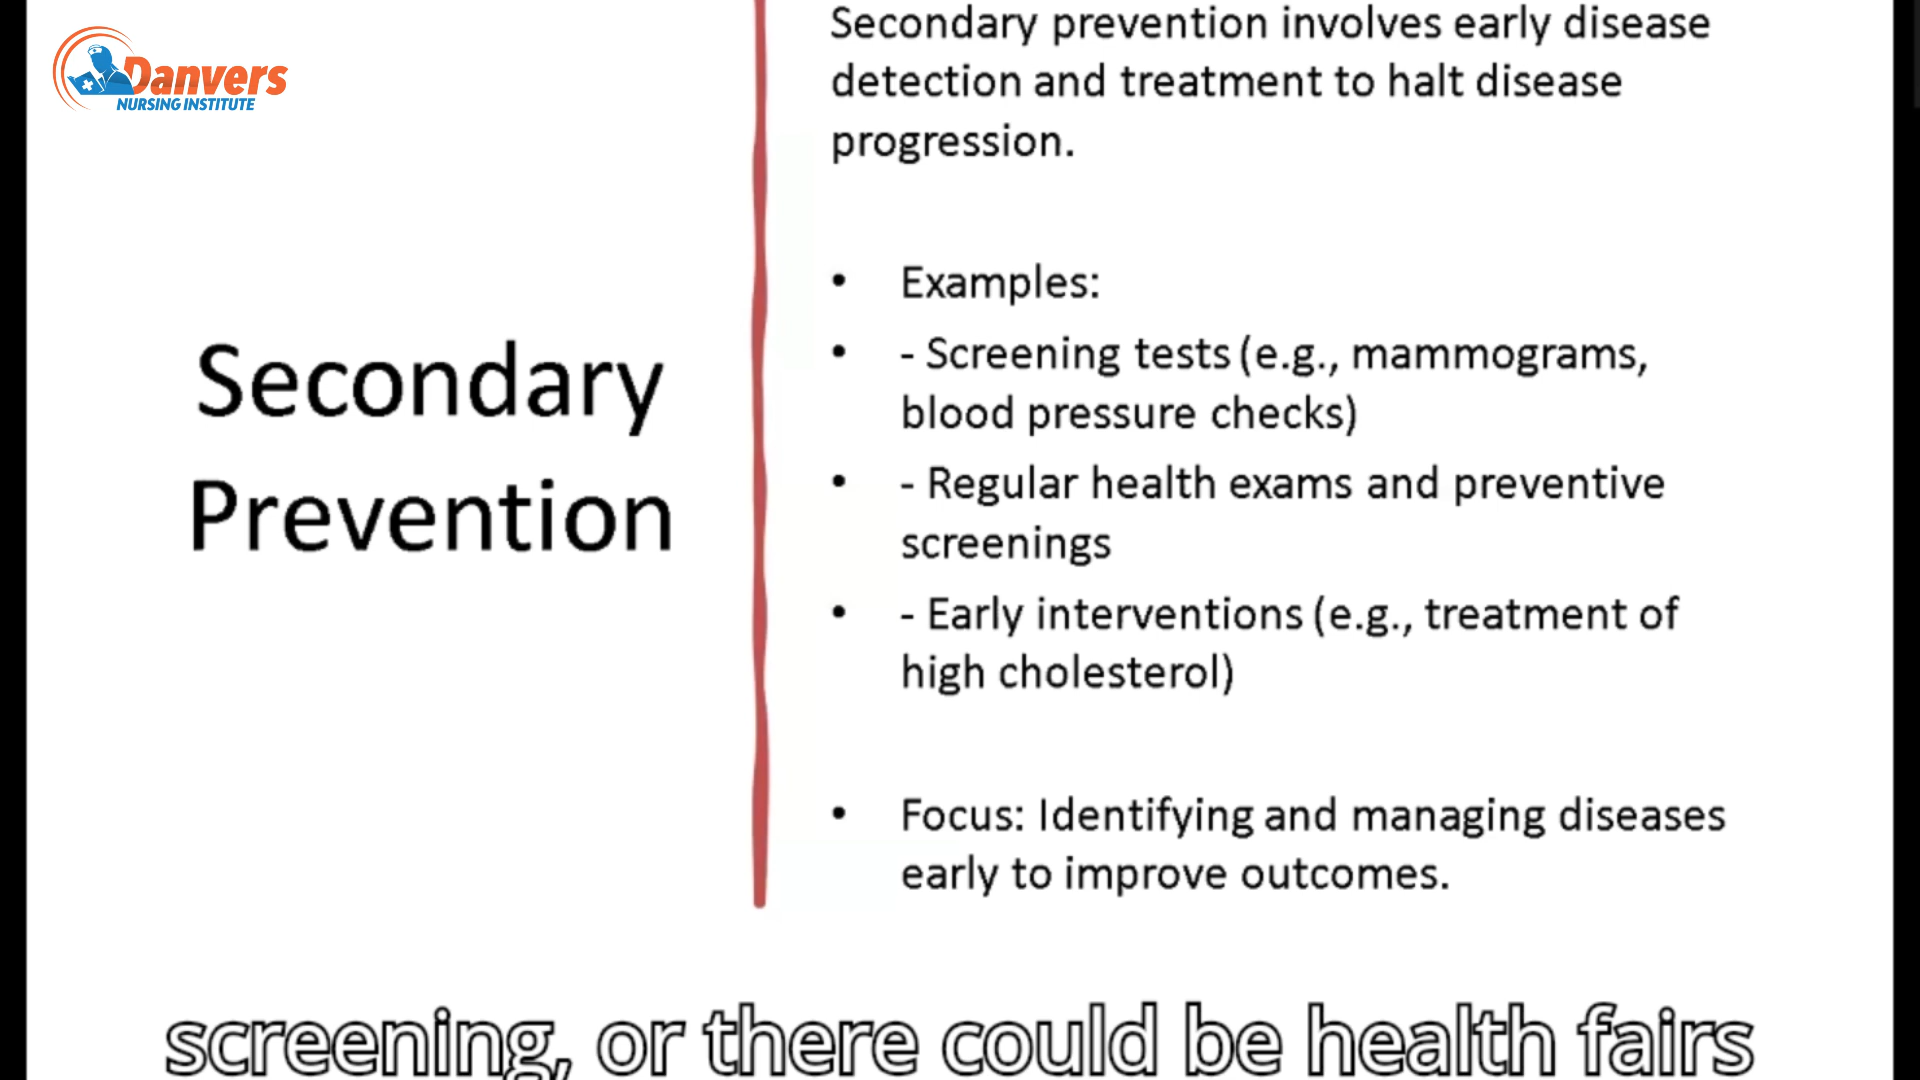 Danvers
NURSING INSTITUTE
Secondary
Prevention
Secondary prevention involves early disease
detection and treatment to halt disease
progression.
• Examples:
• - Screening tests (e.g., mammograms,
blood pressure checks)
• - Regular health exams and preventive
screenings
• - Early interventions (e.g., treatment of
high cholesterol)
• Focus: Identifying and managing diseases
early to improve outcomes.
screening, or there could be health fairs